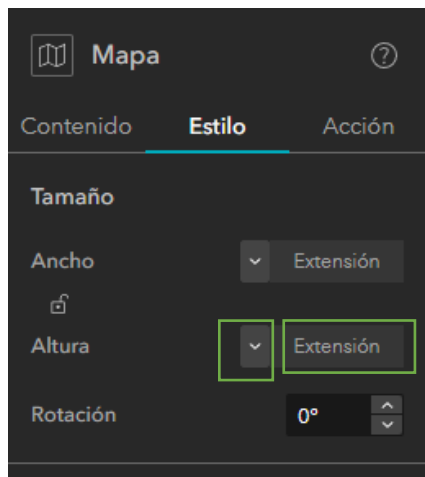 Mapa
Contenido Estilo Acción
Tamaño
Ancho Extensión
Altura Extensión
Rotación 0°